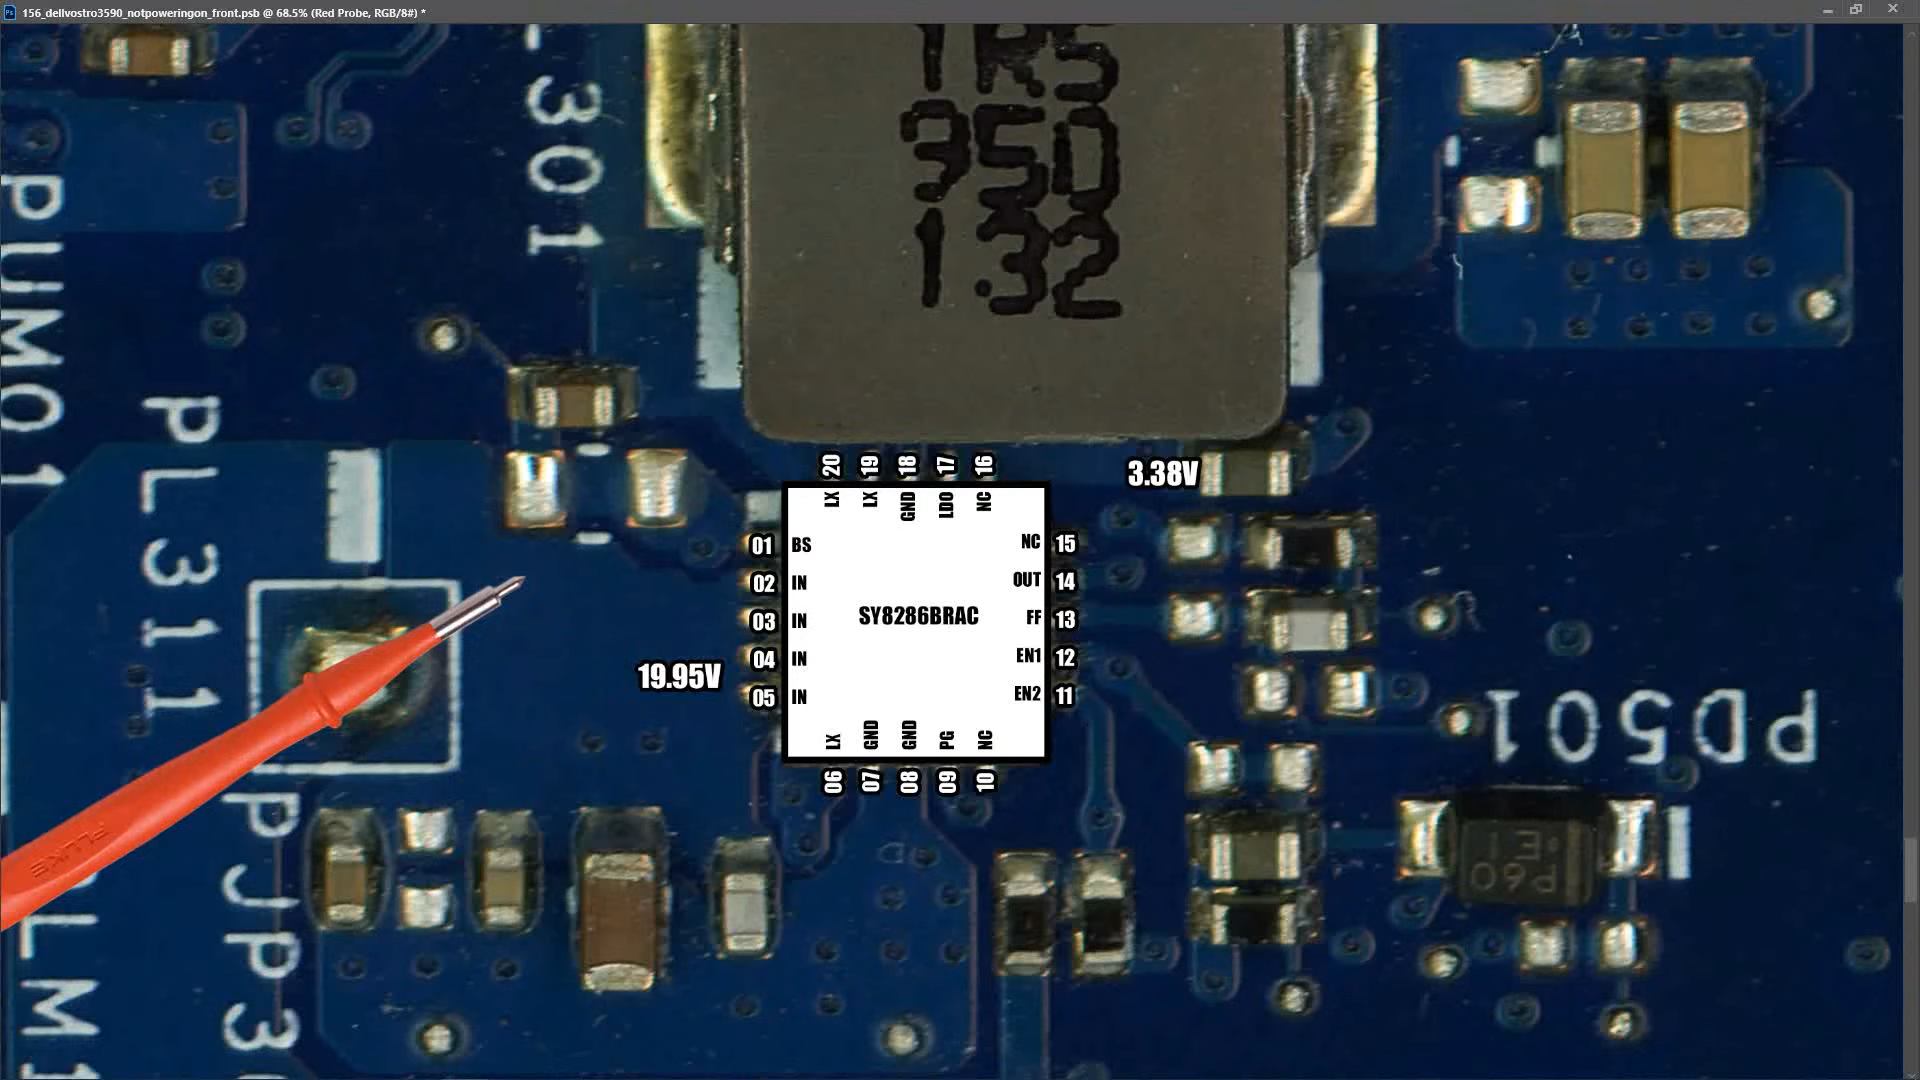 156_dellvostro3590_notpoweringon_front.psb @ 68.5% (Red Probe, RGB/8#) *
1R5
95D
1.32
301
PUM01
PL311
PJP3
LM1
3.38V
19.95V
20 19 18 17 16
LX LX GND LDO NC
01 BS
02 IN
03 IN
04 IN
05 IN
SY8286BRAC
NC 15
OUT 14
FF 13
EN1 12
EN2 11
LX GND GND PG NC
06 07 08 09 10
PD501
E1
P60
FLUKE